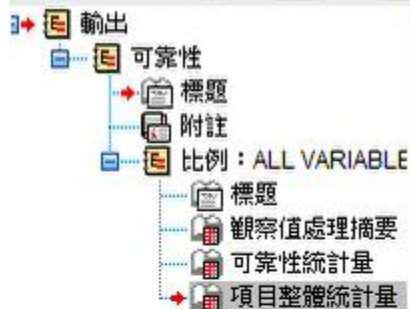 輸出
可靠性
標題
附註
比例：ALL VARIABLE
標題
觀察值處理摘要
可靠性統計量
項目整體統計量